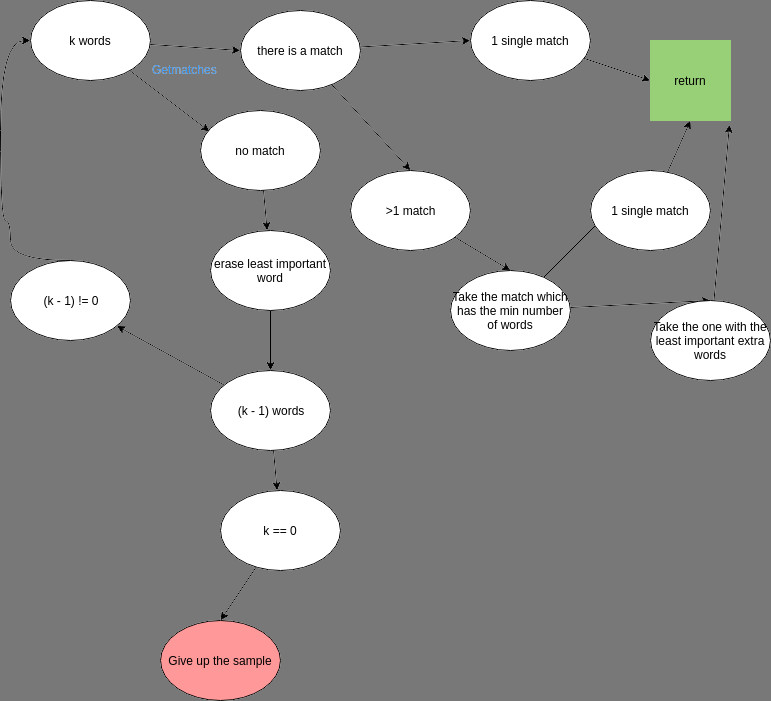 k words
there is a match
1 single match
return
Getmatches
no match
>1 match
1 single match
erase least important
word
(k - 1) != 0
Take the match which
has the min number
of words
Take the one with the
least important extra
words
(k - 1) words
k == 0
Give up the sample